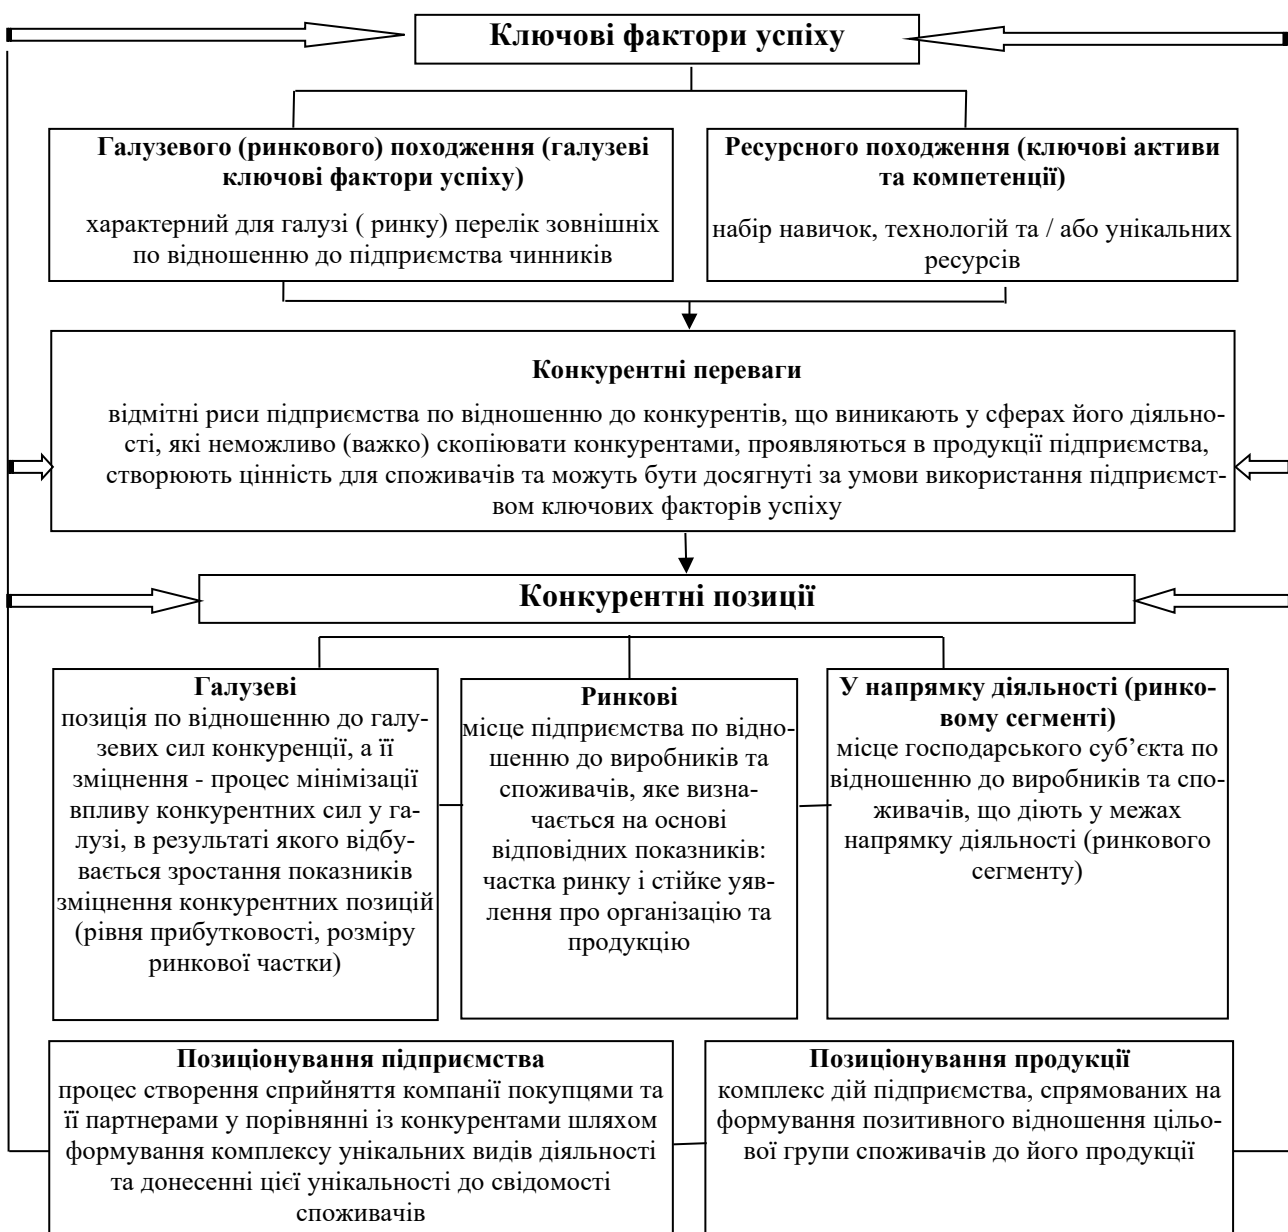 Ключові фактори успіху
Галузевого (ринкового) походження (галузеві
ключові фактори успіху)
характерний для галузі ( ринку) перелік зовнішніх
по відношенню до підприємства чинників
Ресурсного походження (ключові активи
та компетенції)
набір навичок, технологій та / або унікальних
ресурсів
Конкурентні переваги
відмітні риси підприємства по відношенню до конкурентів, що виникають у сферах його діяльно-
сті, які неможливо (важко) скопіювати конкурентами, проявляються в продукції підприємства,
створюють цінність для споживачів та можуть бути досягнуті за умови використання підприємст-
вом ключових факторів успіху
Конкурентні позиції
Галузеві
позиція по відношенню до галу-
зевих сил конкуренції, а її
зміцнення - процес мінімізації
впливу конкурентних сил у га-
лузі, в результаті якого відбу-
вається зростання показників
зміцнення конкурентних позицій
(рівня прибутковості, розміру
ринкової частки)
Ринкові
місце підприємства по відно-
шенню до виробників та
споживачів, яке визна-
чається на основі
відповідних показників:
частка ринку і стійке уяв-
лення про організацію та
продукцію
У напрямку діяльності (ринко-
вому сегменті)
місце господарського суб’єкта по
відношенню до виробників та спо-
живачів, що діють у межах
напрямку діяльності (ринкового
сегменту)
Позиціонування підприємства
процес створення сприйняття компанії покупцями та
її партнерами у порівнянні із конкурентами шляхом
формування комплексу унікальних видів діяльності
та донесенні цієї унікальності до свідомості
споживачів
Позиціонування продукції
комплекс дій підприємства, спрямованих на
формування позитивного відношення цільо-
вої групи споживачів до його продукції